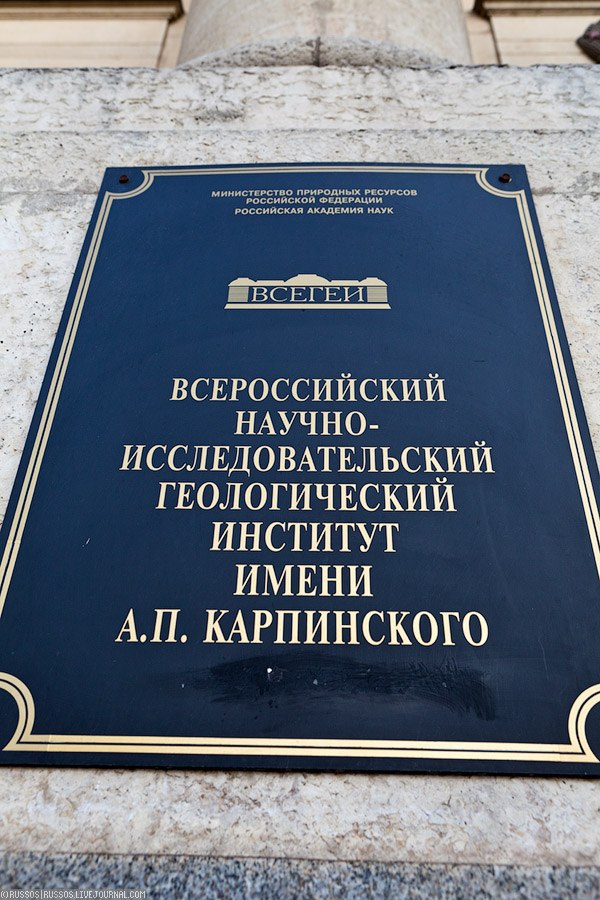 МИНИСТЕРСТВО ПРИРОДНЫХ РЕСУРСОВ
РОССИЙСКОЙ ФЕДЕРАЦИИ
РОССИЙСКАЯ АКАДЕМИЯ НАУК
ВСЕГЕИ
ВСЕРОССИЙСКИЙ
НАУЧНО-
ИССЛЕДОВАТЕЛЬСКИЙ
ГЕОЛОГИЧЕСКИЙ
ИНСТИТУТ
ИМЕНИ
А.П. КАРПИНСКОГО
(C)RUSSOS|RUSSOS.LIVEJOURNAL.COM